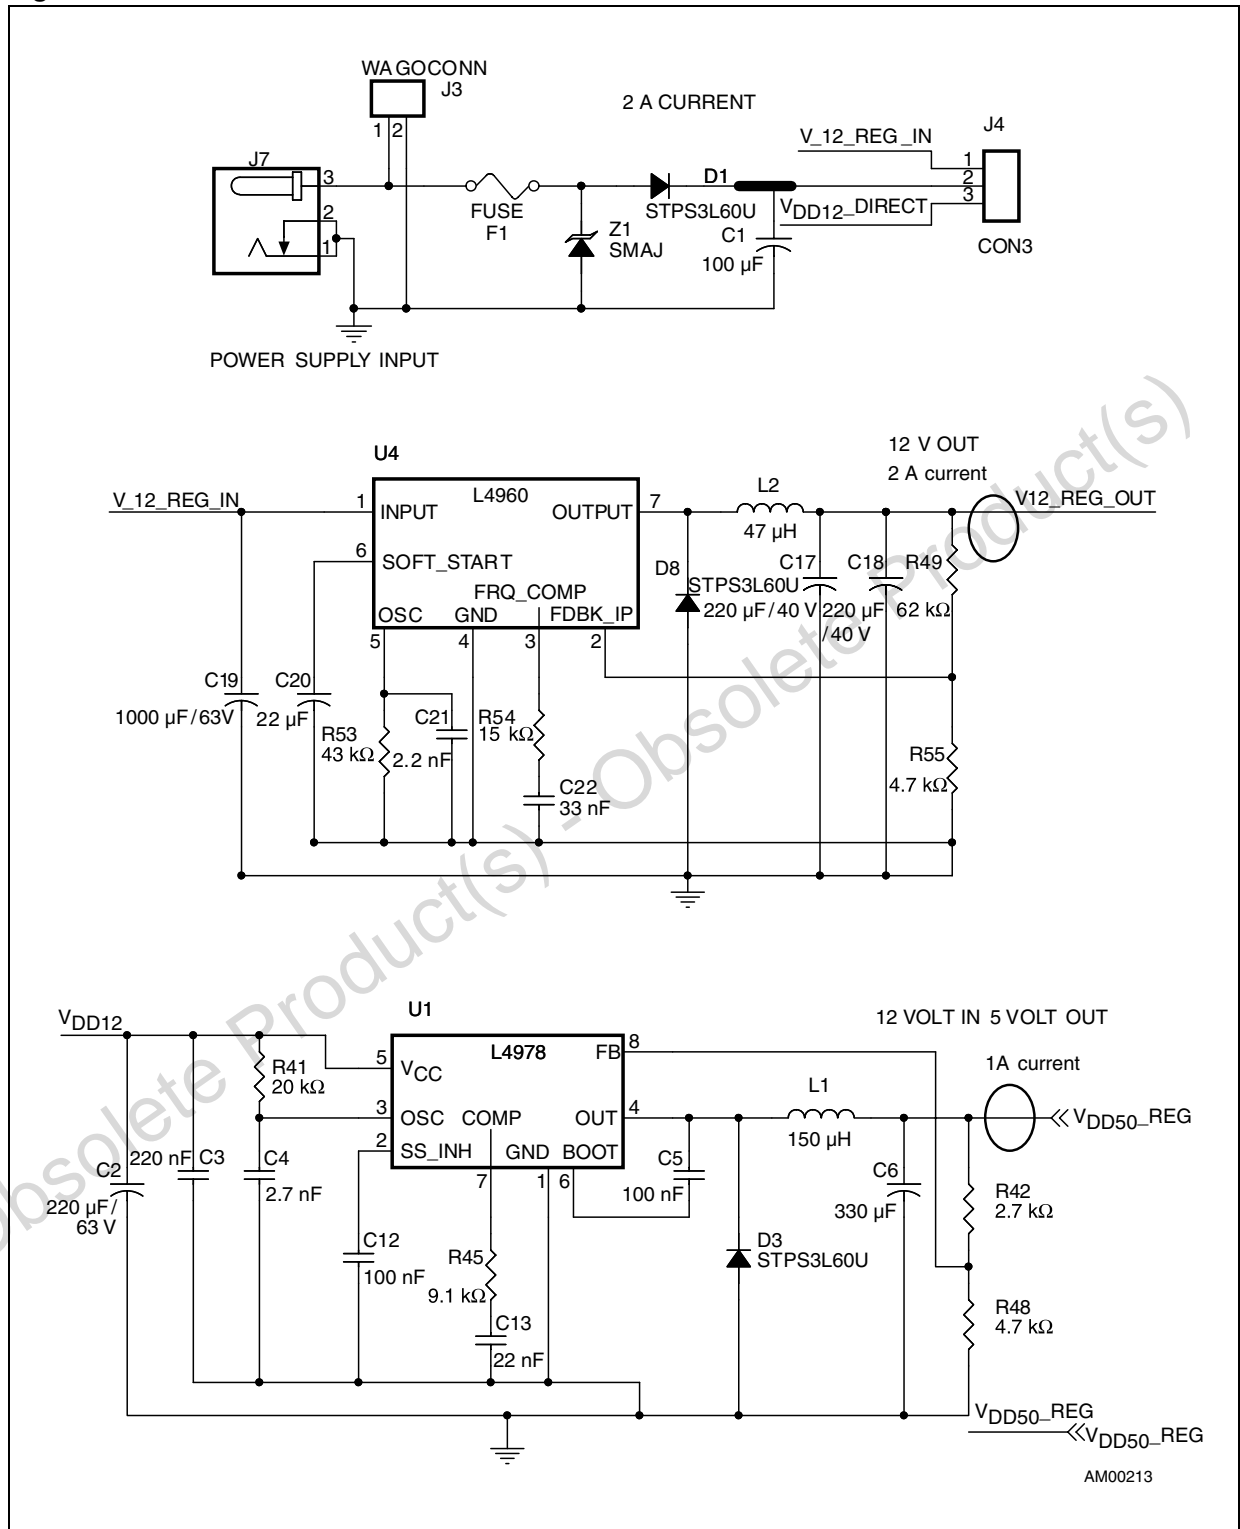 WAGOCONN
J3
2 A CURRENT
1 2
J4
V_12_REG_IN
J7
1
3
D1
2
3
FUSE
F1
STPS3L60U
VDD12_DIRECT
2
Z1
SMAJ
C1
100 µF
1
CON3
POWER SUPPLY INPUT
12 V OUT
2 A current
U4
L4960
V_12_REG_IN
1
INPUT
OUTPUT
7
L2
47 µH
V12_REG_OUT
6
SOFT_START
FRQ_COMP
OSC
GND
FDBK_IP
5
4
3
2
D8
STPS3L60U
C17
220 µF/40 V
C18
220 µF
/40 V
R49
62 kΩ
C19
1000 µF/63V
C20
22 µF
R53
43 kΩ
C21
2.2 nF
R54
15 kΩ
C22
33 nF
R55
4.7 kΩ
Obsolete Product(s) - Obsolete Product(s)
VDD12
U1
L4978
12 VOLT IN 5 VOLT OUT
1A current
5
VCC
FB
8
R41
20 kΩ
3
OSC
COMP
OUT
4
L1
150 µH
VDD50_REG
2
SS_INH
GND
BOOT
7
1
6
C2
220 µF/
63 V
220 nF
C3
C4
2.7 nF
C5
100 nF
C6
330 µF
R42
2.7 kΩ
C12
100 nF
R45
9.1 kΩ
C13
22 nF
D3
STPS3L60U
R48
4.7 kΩ
VDD50_REG
VDD50_REG
AM00213